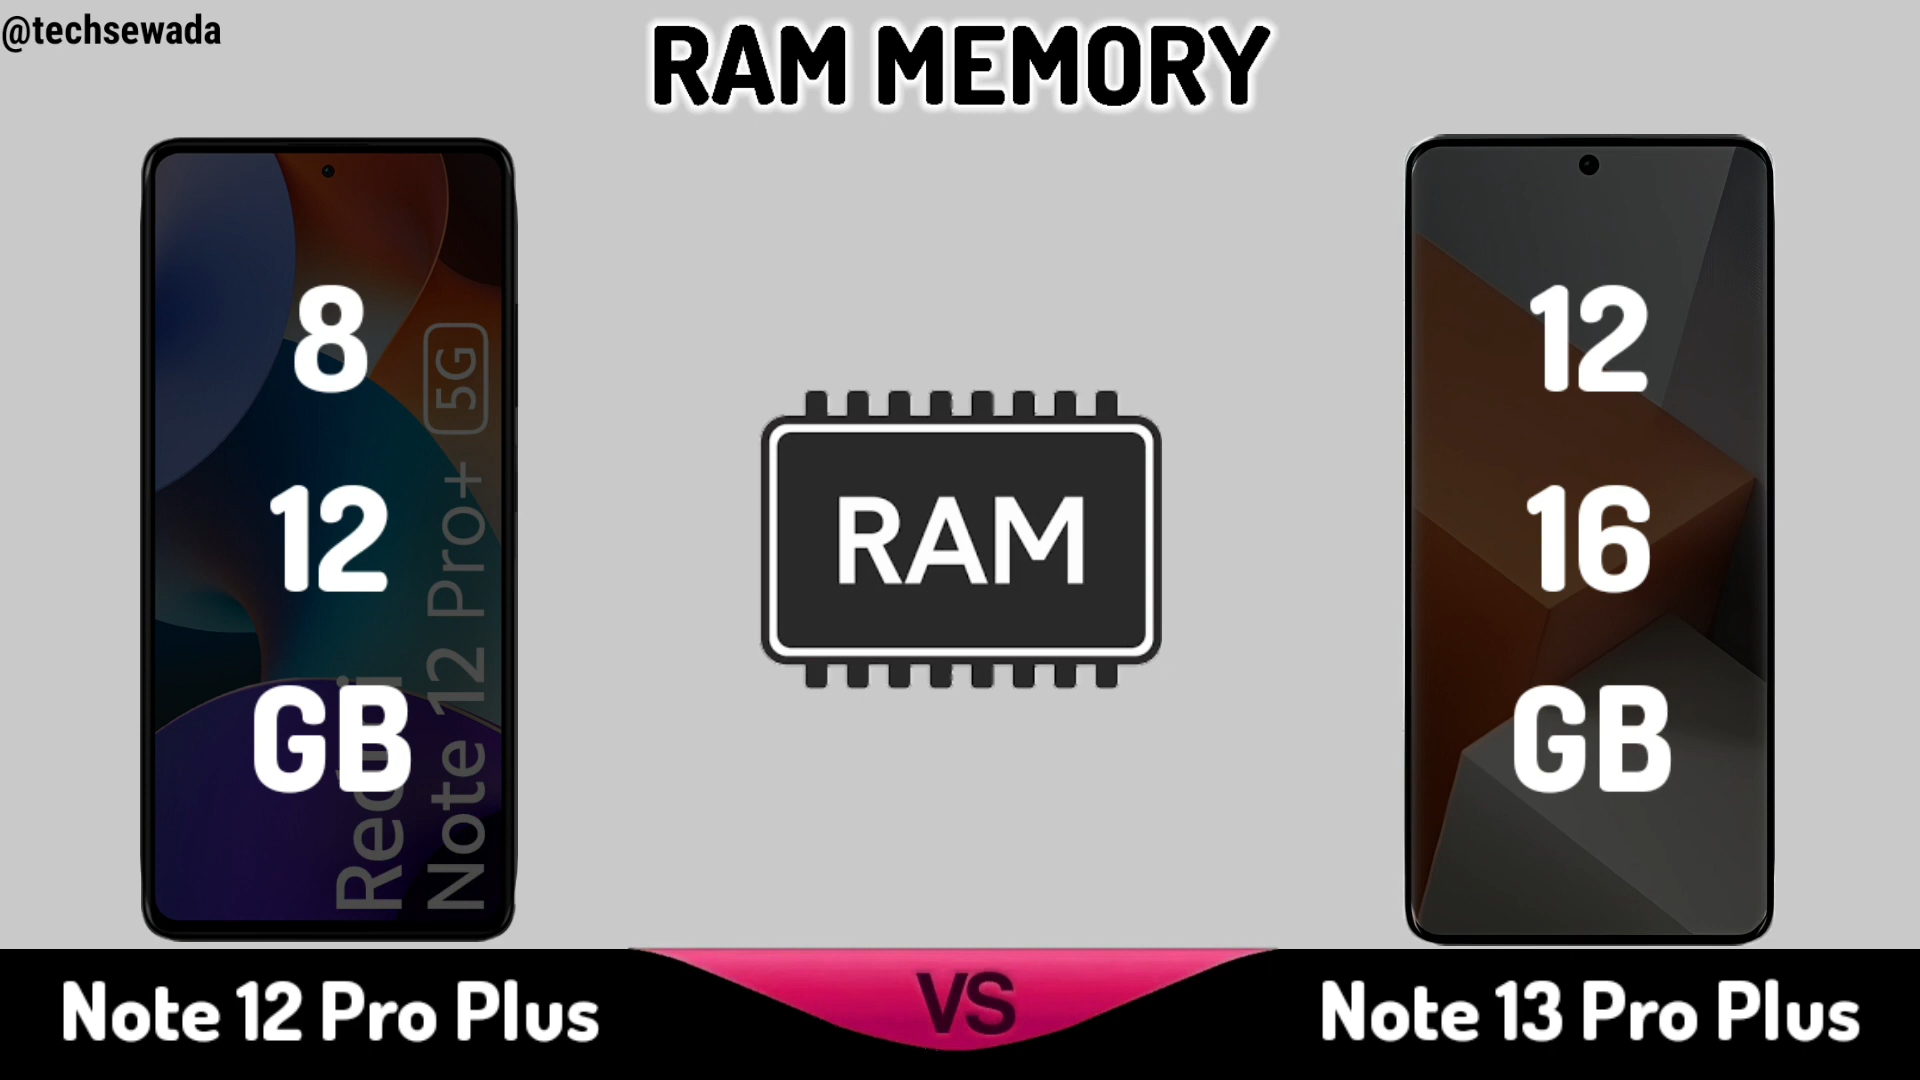 @techsewada
RAM MEMORY
8
12
GB
Redmi
Note 12 Pro+ 5G
RAM
12
16
GB
Note 12 Pro Plus
VS
Note 13 Pro Plus